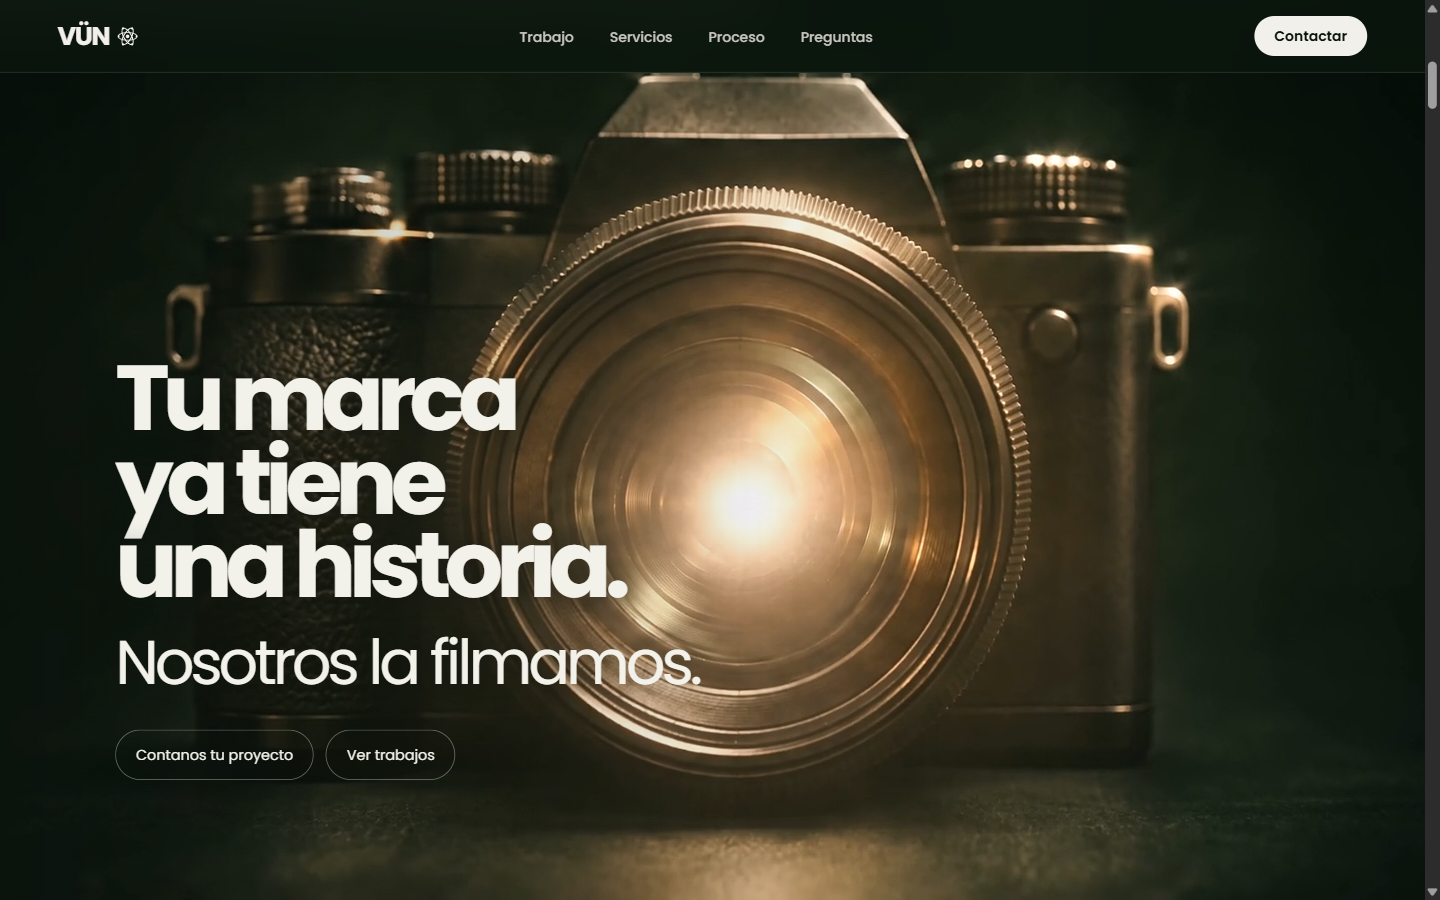 VÜN
Trabajo
Servicios
Proceso
Preguntas
Contactar
Tu marca
ya tiene
una historia.
Nosotros la filmamos.
Contanos tu proyecto
Ver trabajos